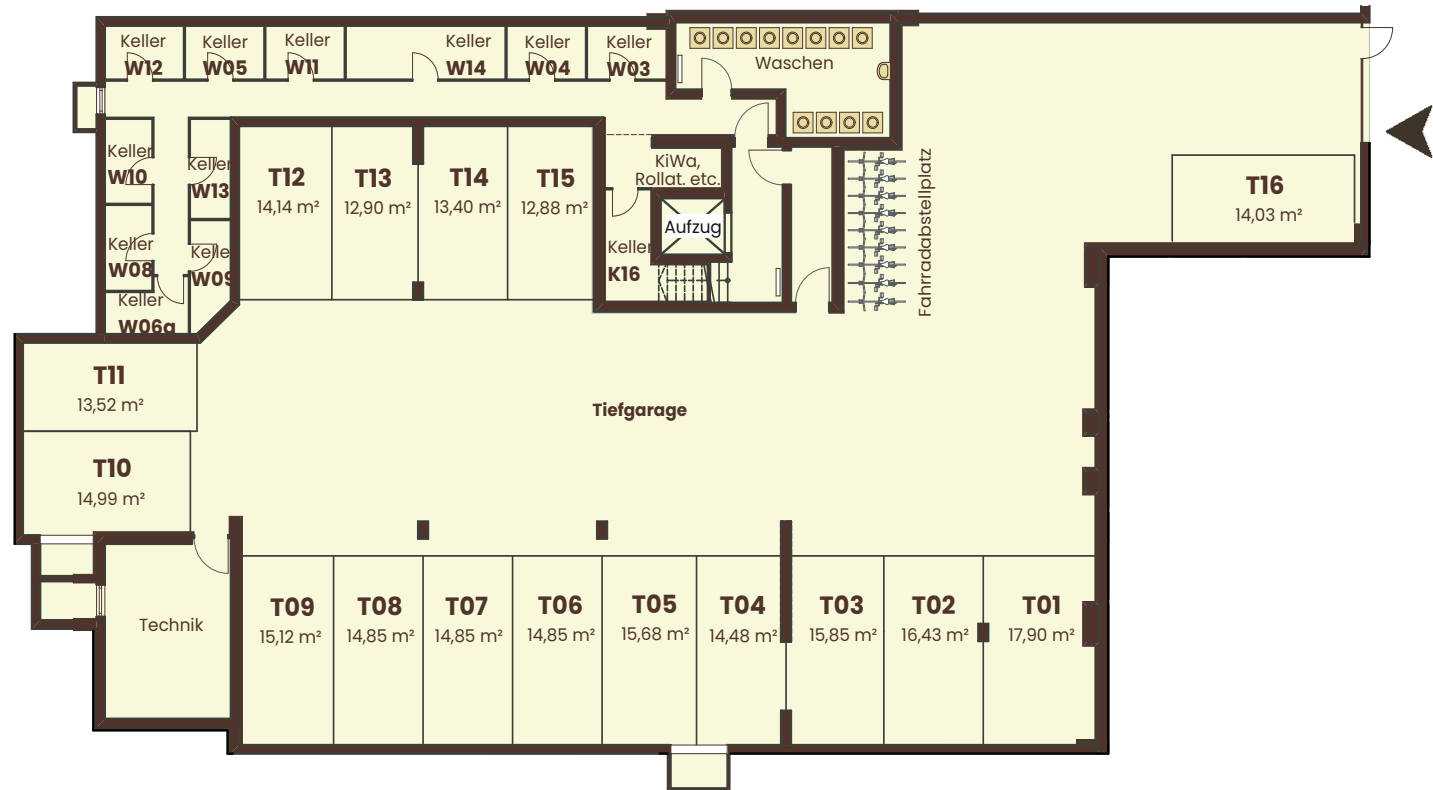 Keller
W12
Keller
W05
Keller
W11
Keller
W14
Keller
W04
Keller
W03
Waschen
Keller
W10
Keller
W13
T12
14,14 m²
T13
12,90 m²
T14
13,40 m²
T15
12,88 m²
KiWa,
Rollat. etc.
Aufzug
Fahrradabstellplatz
T16
14,03 m²
Keller
W08
Keller
W09
Keller
K16
Keller
W06a
T11
13,52 m²
Tiefgarage
T10
14,99 m²
Technik
T09
15,12 m²
T08
14,85 m²
T07
14,85 m²
T06
14,85 m²
T05
15,68 m²
T04
14,48 m²
T03
15,85 m²
T02
16,43 m²
T01
17,90 m²